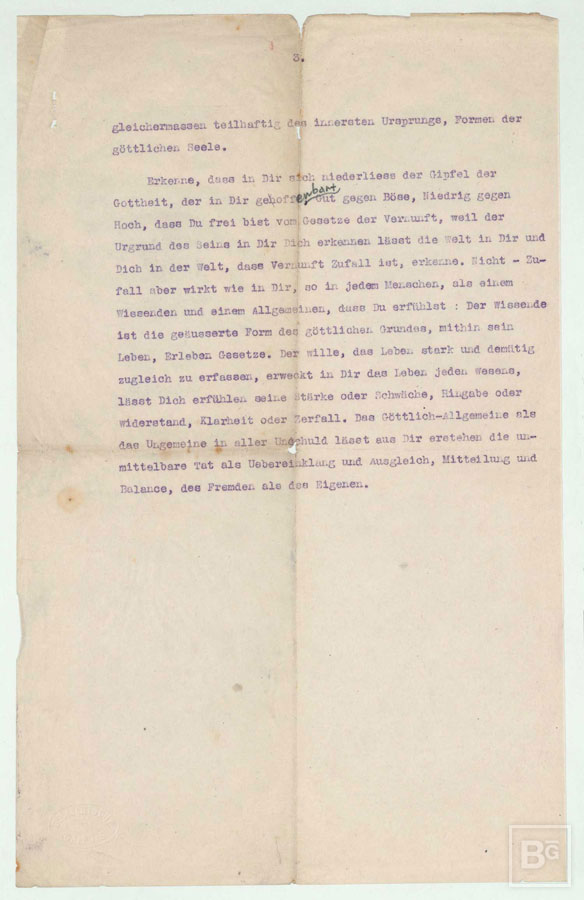 3.
gleichermassen teilhaftig des innersten Ursprungs, Formen der
göttlichen Seele.
Erkenne, dass in Dir sich niederliess der Gipfel der
Gottheit, der in Dir gehoffenbart Gut gegen Böse, Niedrig gegen
Hoch, dass Du frei bist vom Gesetze der Vernunft, weil der
Urgrund des Seins in Dir Dich erkennen lässt die Welt in Dir und
Dich in der Welt, dass Vernunft Zufall ist, erkenne. Nicht - Zu-
fall aber wirkt wie in Dir, so in jedem Menschen, als einem
Wissenden und einem Allgemeinen, dass Du erfühlst : Der Wissende
ist die geäusserte Form des göttlichen Grundes, mithin sein
Leben, Erleben Gesetze. Der Wille, das Leben stark und demütig
zugleich zu erfassen, erweckt in Dir das Leben jeden Wesens,
lässt Dich erfühlen seine Stärke oder Schwäche, Hingabe oder
Widerstand, Klarheit oder Zerfall. Das Göttlich-Allgemeine als
das Ungemeine in aller Unschuld lässt aus Dir erstehen die un-
mittelbare Tat als Uebereinklang und Ausgleich, Mitteilung und
Balance, des Fremden als des Eigenen.
BG